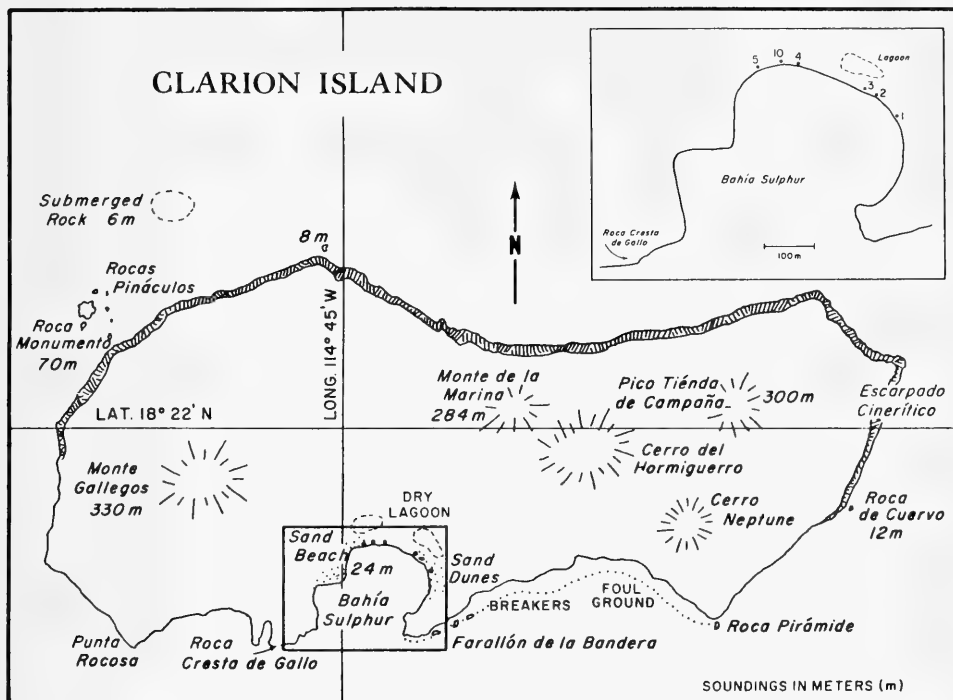 CLARION ISLAND
5
10
4
Lagoon
3
2
1
Bahía Sulphur
Roca Cresta
de Gallo
100m
Submerged
Rock 6m
8m
N
Rocas
Pináculos
Roca
Monumento
70m
LONG. 114° 45' W
LAT. 18° 22' N
Monte de la
Marina
284m
Pico Tiénda
de Campaña
300m
Escarpado
Cinerítico
Cerro del
Hormiguerro
Monte
Gallegos
330m
DRY
LAGOON
Cerro
Neptune
Roca
de Cuervo
12m
Sand
Beach
24m
Sand
Dunes
Bahía
Sulphur
BREAKERS
FOUL
GROUND
Punta
Rocosa
Roca
Cresta de Gallo
Farallón de la Bandera
Roca Pirámide
SOUNDINGS IN METERS (m)